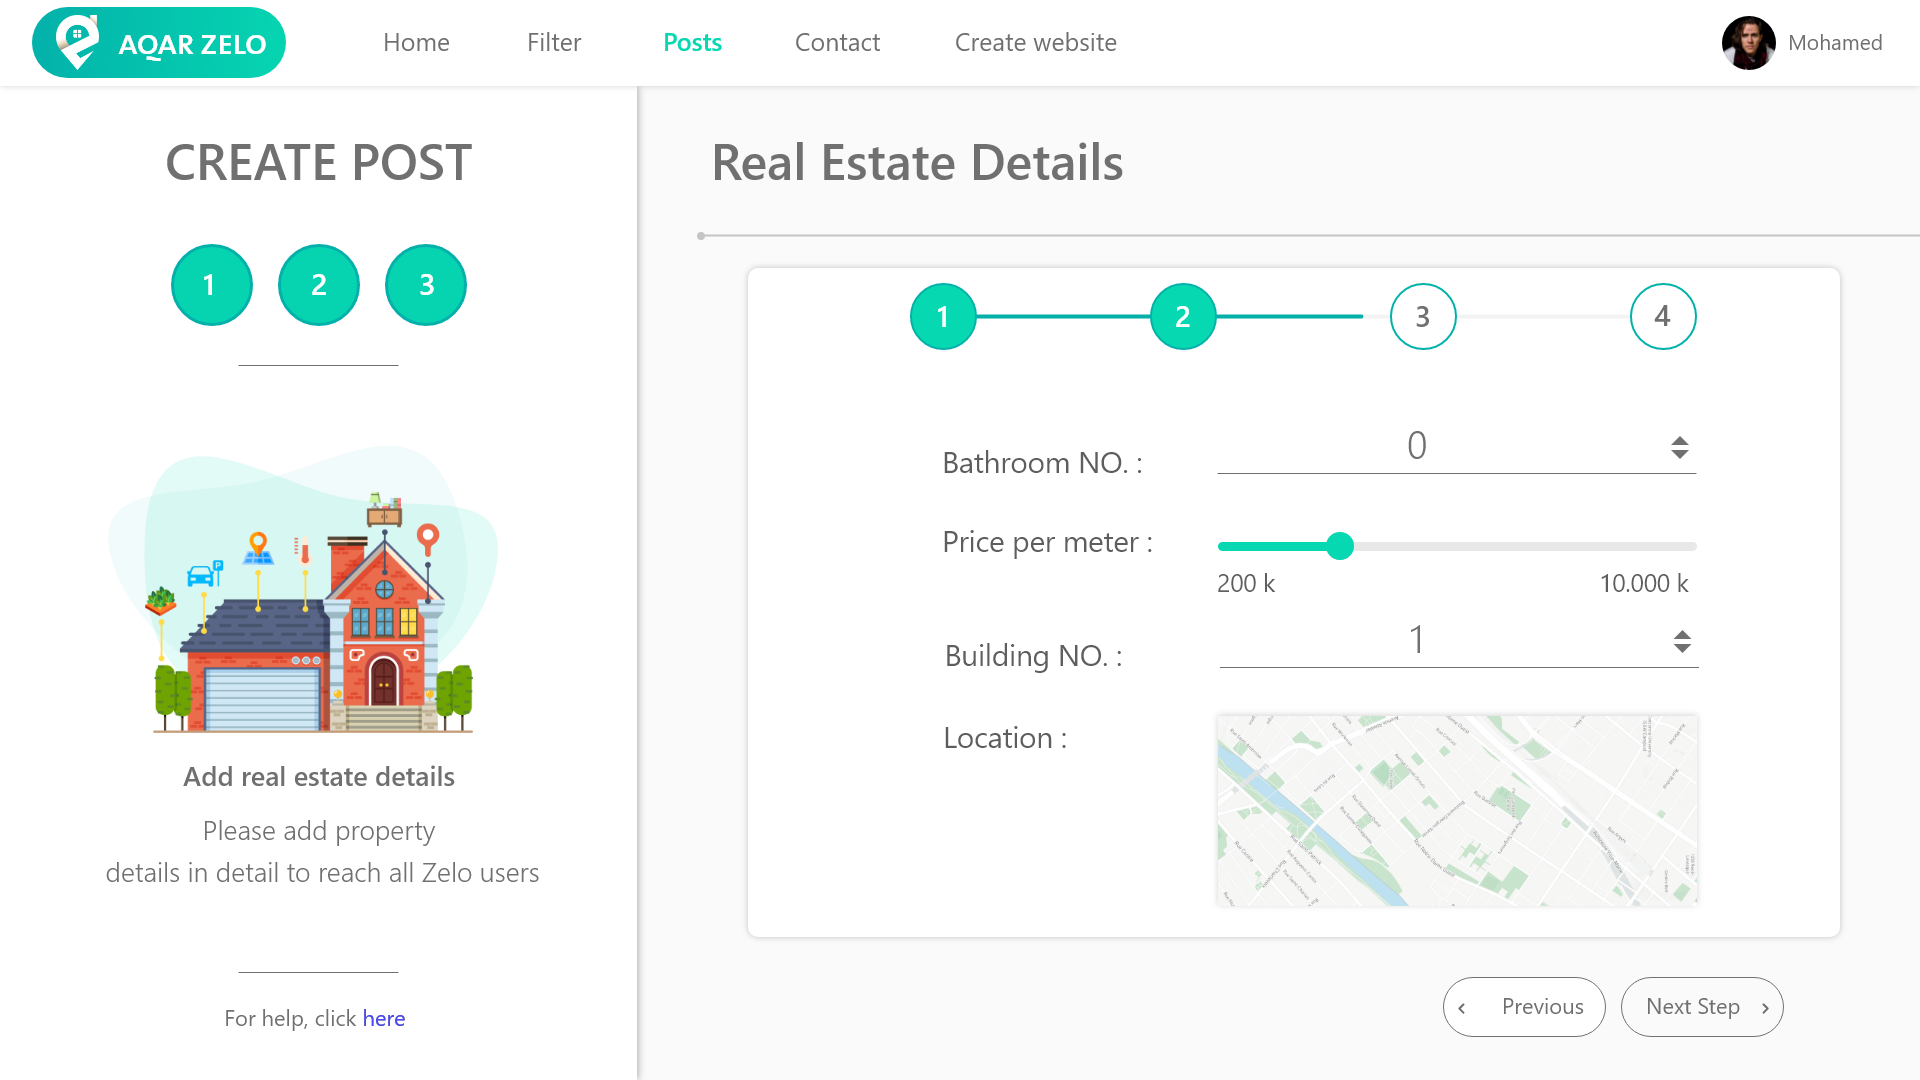 AQAR ZELO
Home
Filter
Posts
Contact
Create website
Mohamed
CREATE POST
1
2
3
Add real estate details
Please add property
details in detail to reach all Zelo users
For help, click here
Real Estate Details
1
2
3
4
Bathroom NO. :
0
Price per meter :
200 k
10.000 k
Building NO. :
1
Location :
‹ Previous
Next Step ›